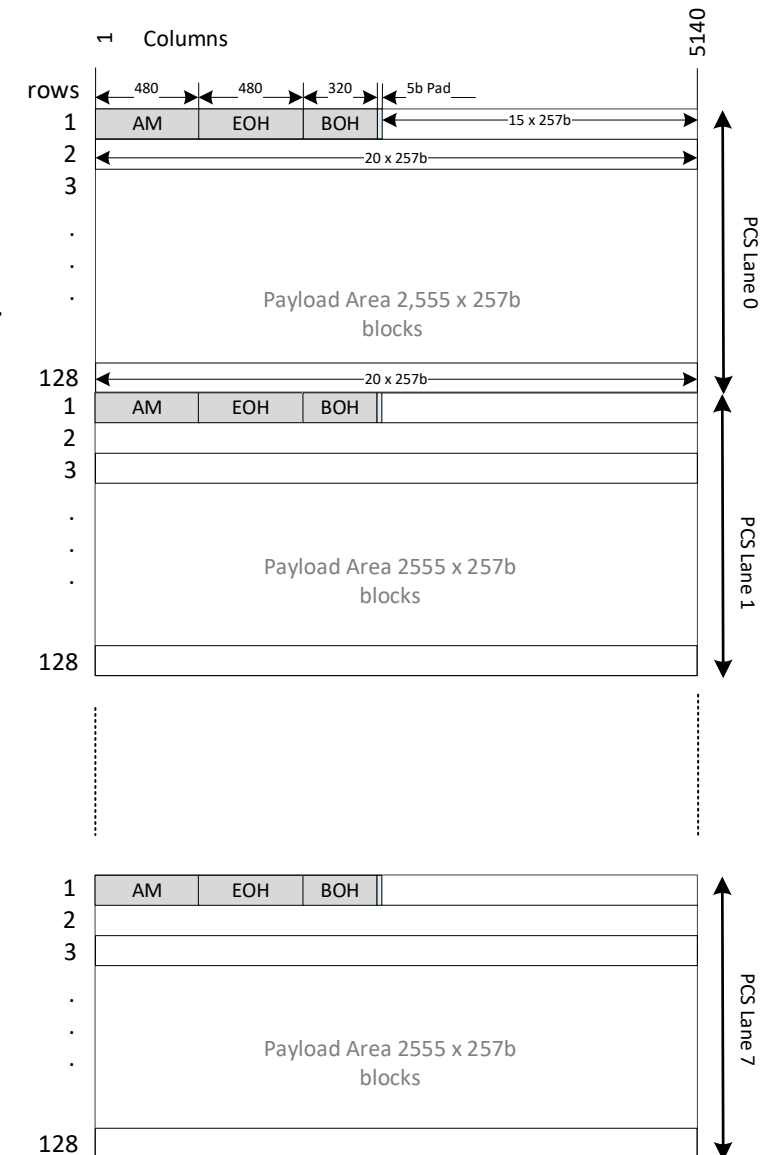 1 Columns 5140
rows 480 480 320 5b Pad
1 AM EOH BOH 15 x 257b
2 20 x 257b
3
.
.
.
Payload Area 2,555 x 257b
blocks
128 20 x 257b
PCS Lane 0
1 AM EOH BOH
2
3
.
.
.
Payload Area 2555 x 257b
blocks
128
PCS Lane 1
1 AM EOH BOH
2
3
.
.
.
Payload Area 2555 x 257b
blocks
128
PCS Lane 7